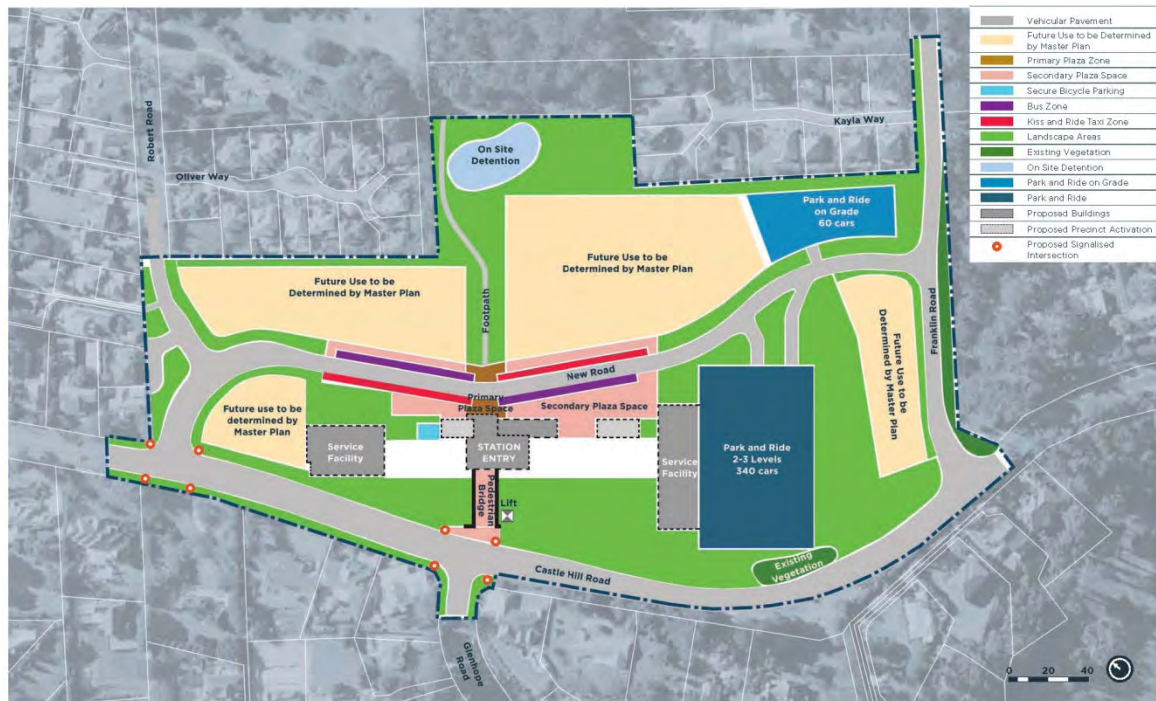 Vehicular Pavement
Future Use to be Determined
by Master Plan
Primary Plaza Zone
Secondary Plaza Space
Secure Bicycle Parking
Bus Zone
Kiss and Ride Taxi Zone
Landscape Areas
Existing Vegetation
On Site Detention
Park and Ride on Grade
Park and Ride
Proposed Buildings
Proposed Precinct Activation
Proposed Signalised
Intersection
Robert Road
Oliver Way
Kayla Way
On Site
Detention
Park and Ride
on Grade
60 cars
Future Use to be
Determined by Master Plan
Future Use to be
Determined by Master Plan
Footpath
Franklin Road
Future Use to be
Determined by Master Plan
New Road
Primary
Plaza Space
Secondary Plaza Space
Future use to be
determined by
Master Plan
Service
Facility
STATION
ENTRY
Service
Facility
Park and Ride
2-3 Levels
340 cars
Pedestrian
Bridge
Lift
Castle Hill Road
Existing
Vegetation
Glenhope
Road
0 20 40